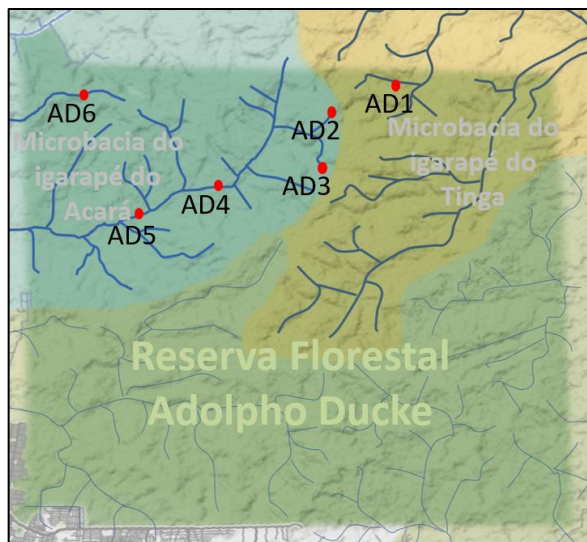 AD1
AD2
AD6
Microbacia do
igarapé do
Acará
Microbacia do
igarapé do
Tinga
AD3
AD4
AD5
Reserva Florestal
Adolpho Ducke